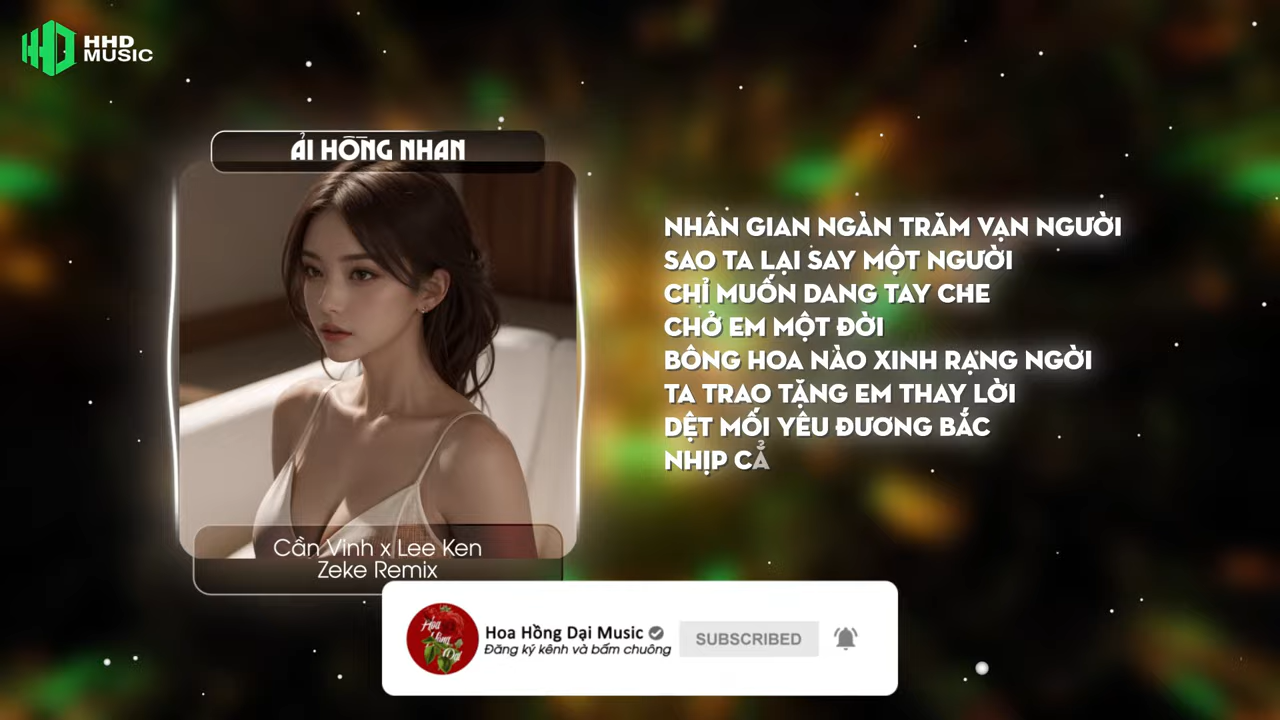 HHD
MUSIC
ẢI HỒNG NHAN
NHÂN GIAN NGÀN TRĂM VẠN NGƯỜI
SAO TA LẠI SAY MỘT NGƯỜI
CHỈ MUỐN DANG TAY CHE
CHỞ EM MỘT ĐỜI
BÔNG HOA NÀO XINH RẠNG NGỜI
TA TRAO TẶNG EM THAY LỜI
DỆT MỐI YÊU ĐƯƠNG BẮC
NHỊP CẢ
Cần Vinh x Lee Ken
Zeke Remix
Hoa Hồng Dại
Hoa Hồng Dại Music
Đăng ký kênh và bấm chuông
SUBSCRIBED